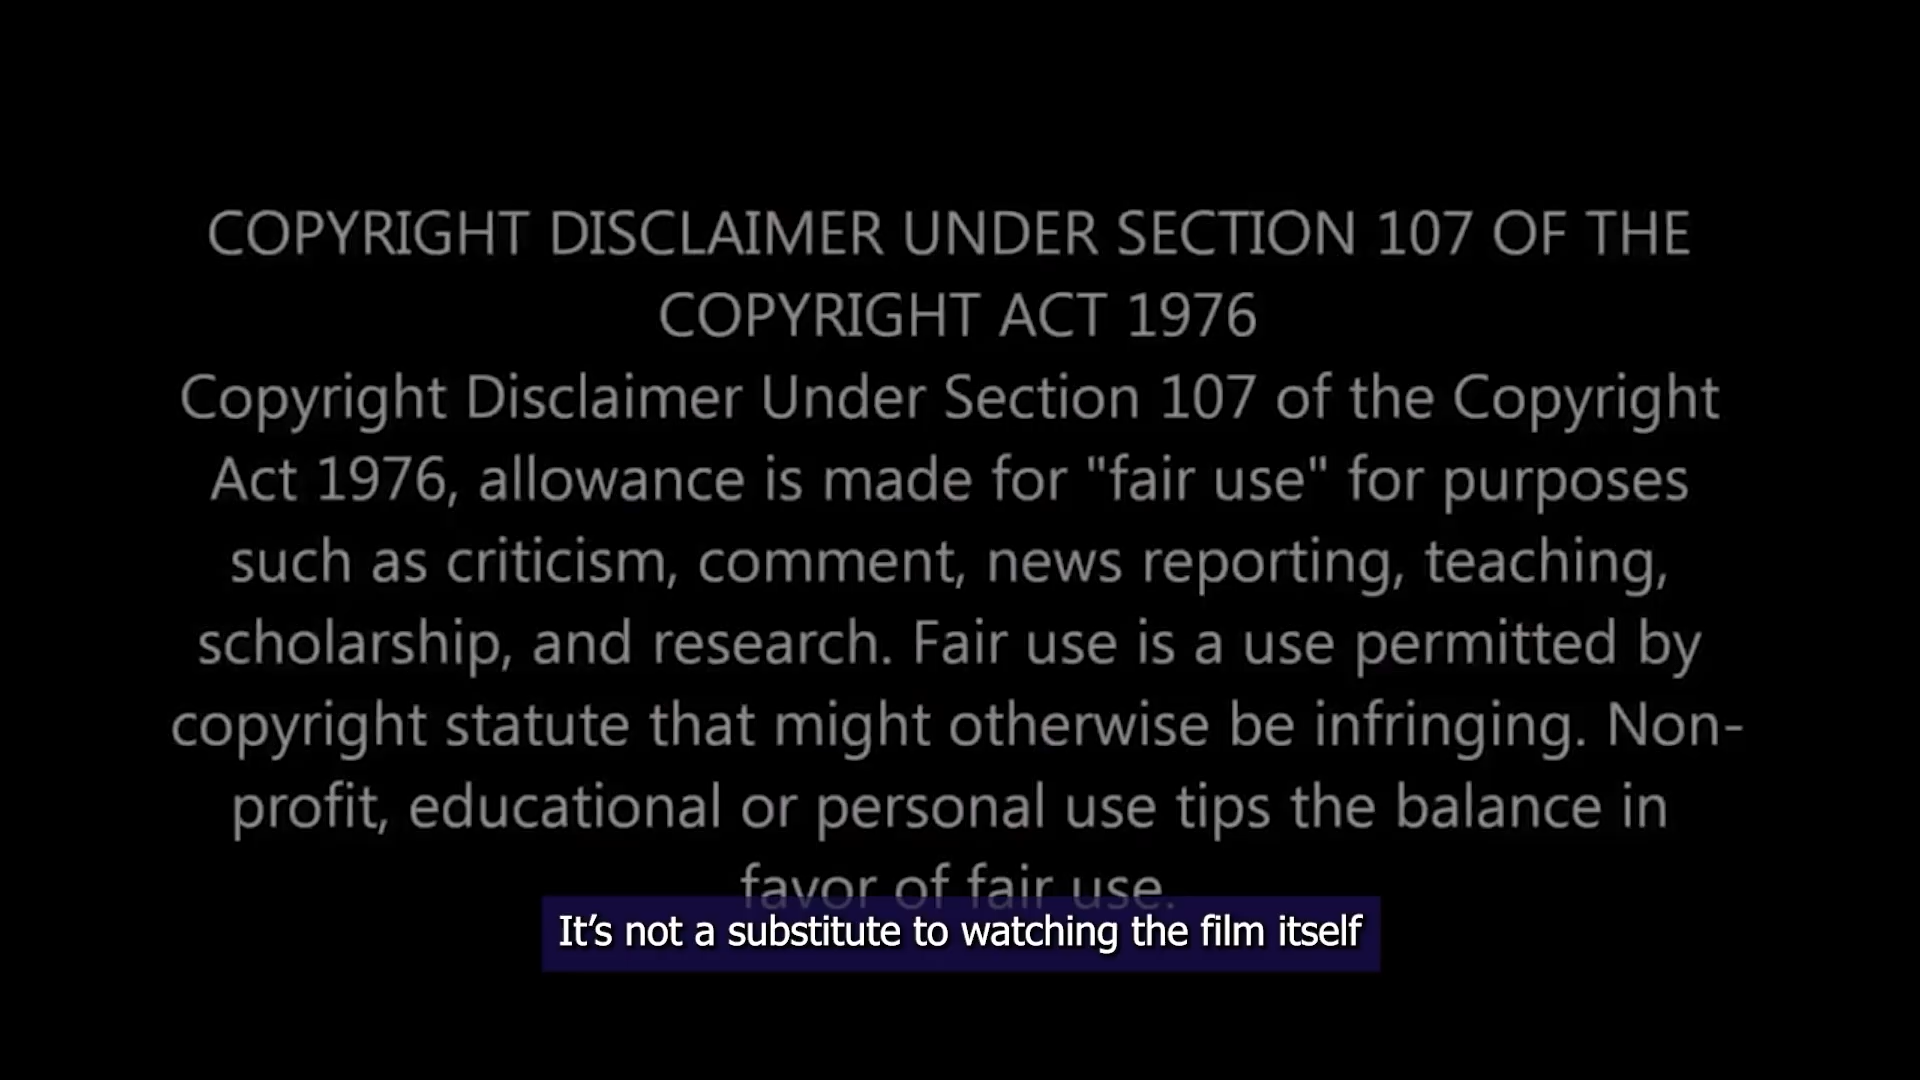 COPYRIGHT DISCLAIMER UNDER SECTION 107 OF THE
COPYRIGHT ACT 1976
Copyright Disclaimer Under Section 107 of the Copyright
Act 1976, allowance is made for "fair use" for purposes
such as criticism, comment, news reporting, teaching,
scholarship, and research. Fair use is a use permitted by
copyright statute that might otherwise be infringing. Non-
profit, educational or personal use tips the balance in
favor of fair use.
It’s not a substitute to watching the film itself